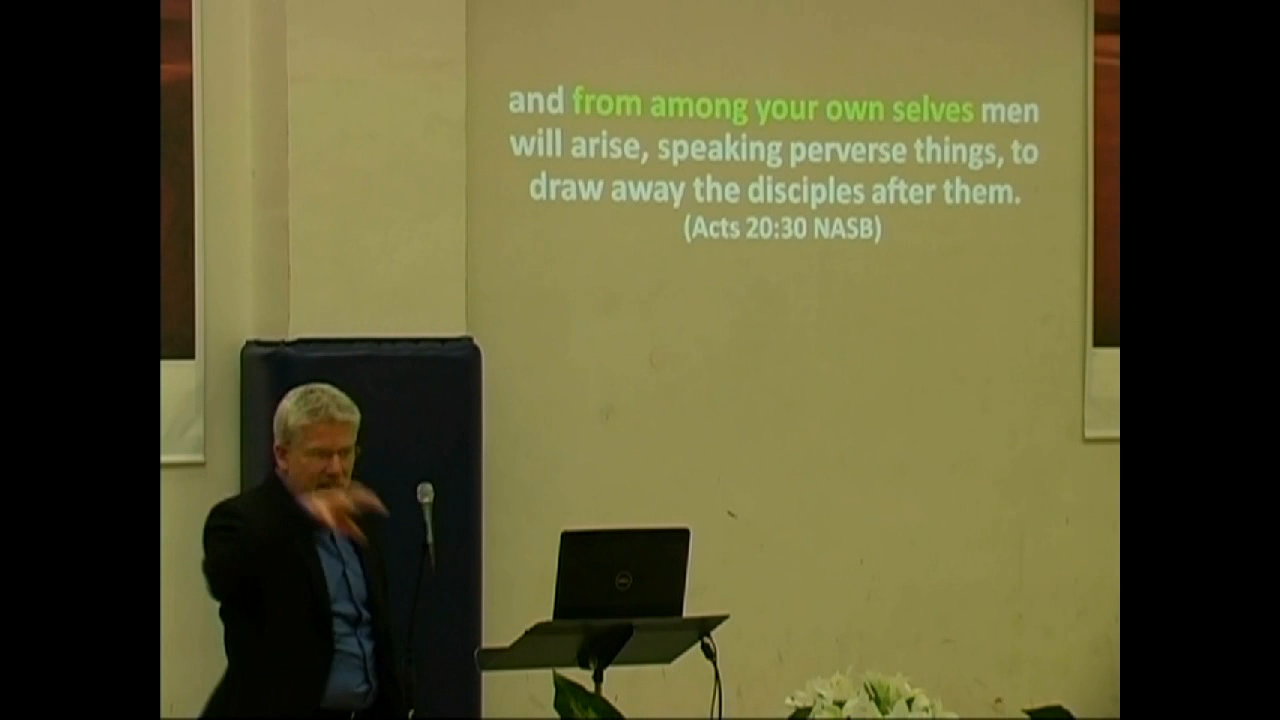 and from among your own selves men
will arise, speaking perverse things, to
draw away the disciples after them.
(Acts 20:30 NASB)
DELL